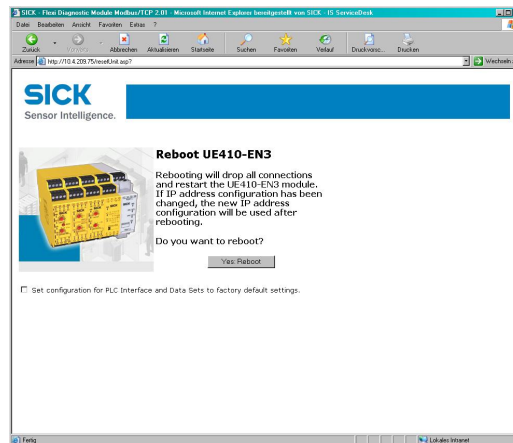 SICK - Flexi Diagnostic Module Modbus/TCP 2.01 - Microsoft Internet Explorer bereitgestellt von SICK - IS ServiceDesk
Datei Bearbeiten Ansicht Favoriten Extras ?
Zurück Vorwärts Abbrechen Aktualisieren Startseite Suchen Favoriten Verlauf Druckvorsc... Drucken
Adresse http://10.4.209.75/resetUnit.asp? Wechseln
SICK
Sensor Intelligence.
Reboot UE410-EN3
Rebooting will drop all connections
and restart the UE410-EN3 module.
If IP address configuration has been
changed, the new IP address
configuration will be used after
rebooting.
Do you want to reboot?
Yes: Reboot
Set configuration for PLC Interface and Data Sets to factory default settings.
Fertig Lokales Intranet